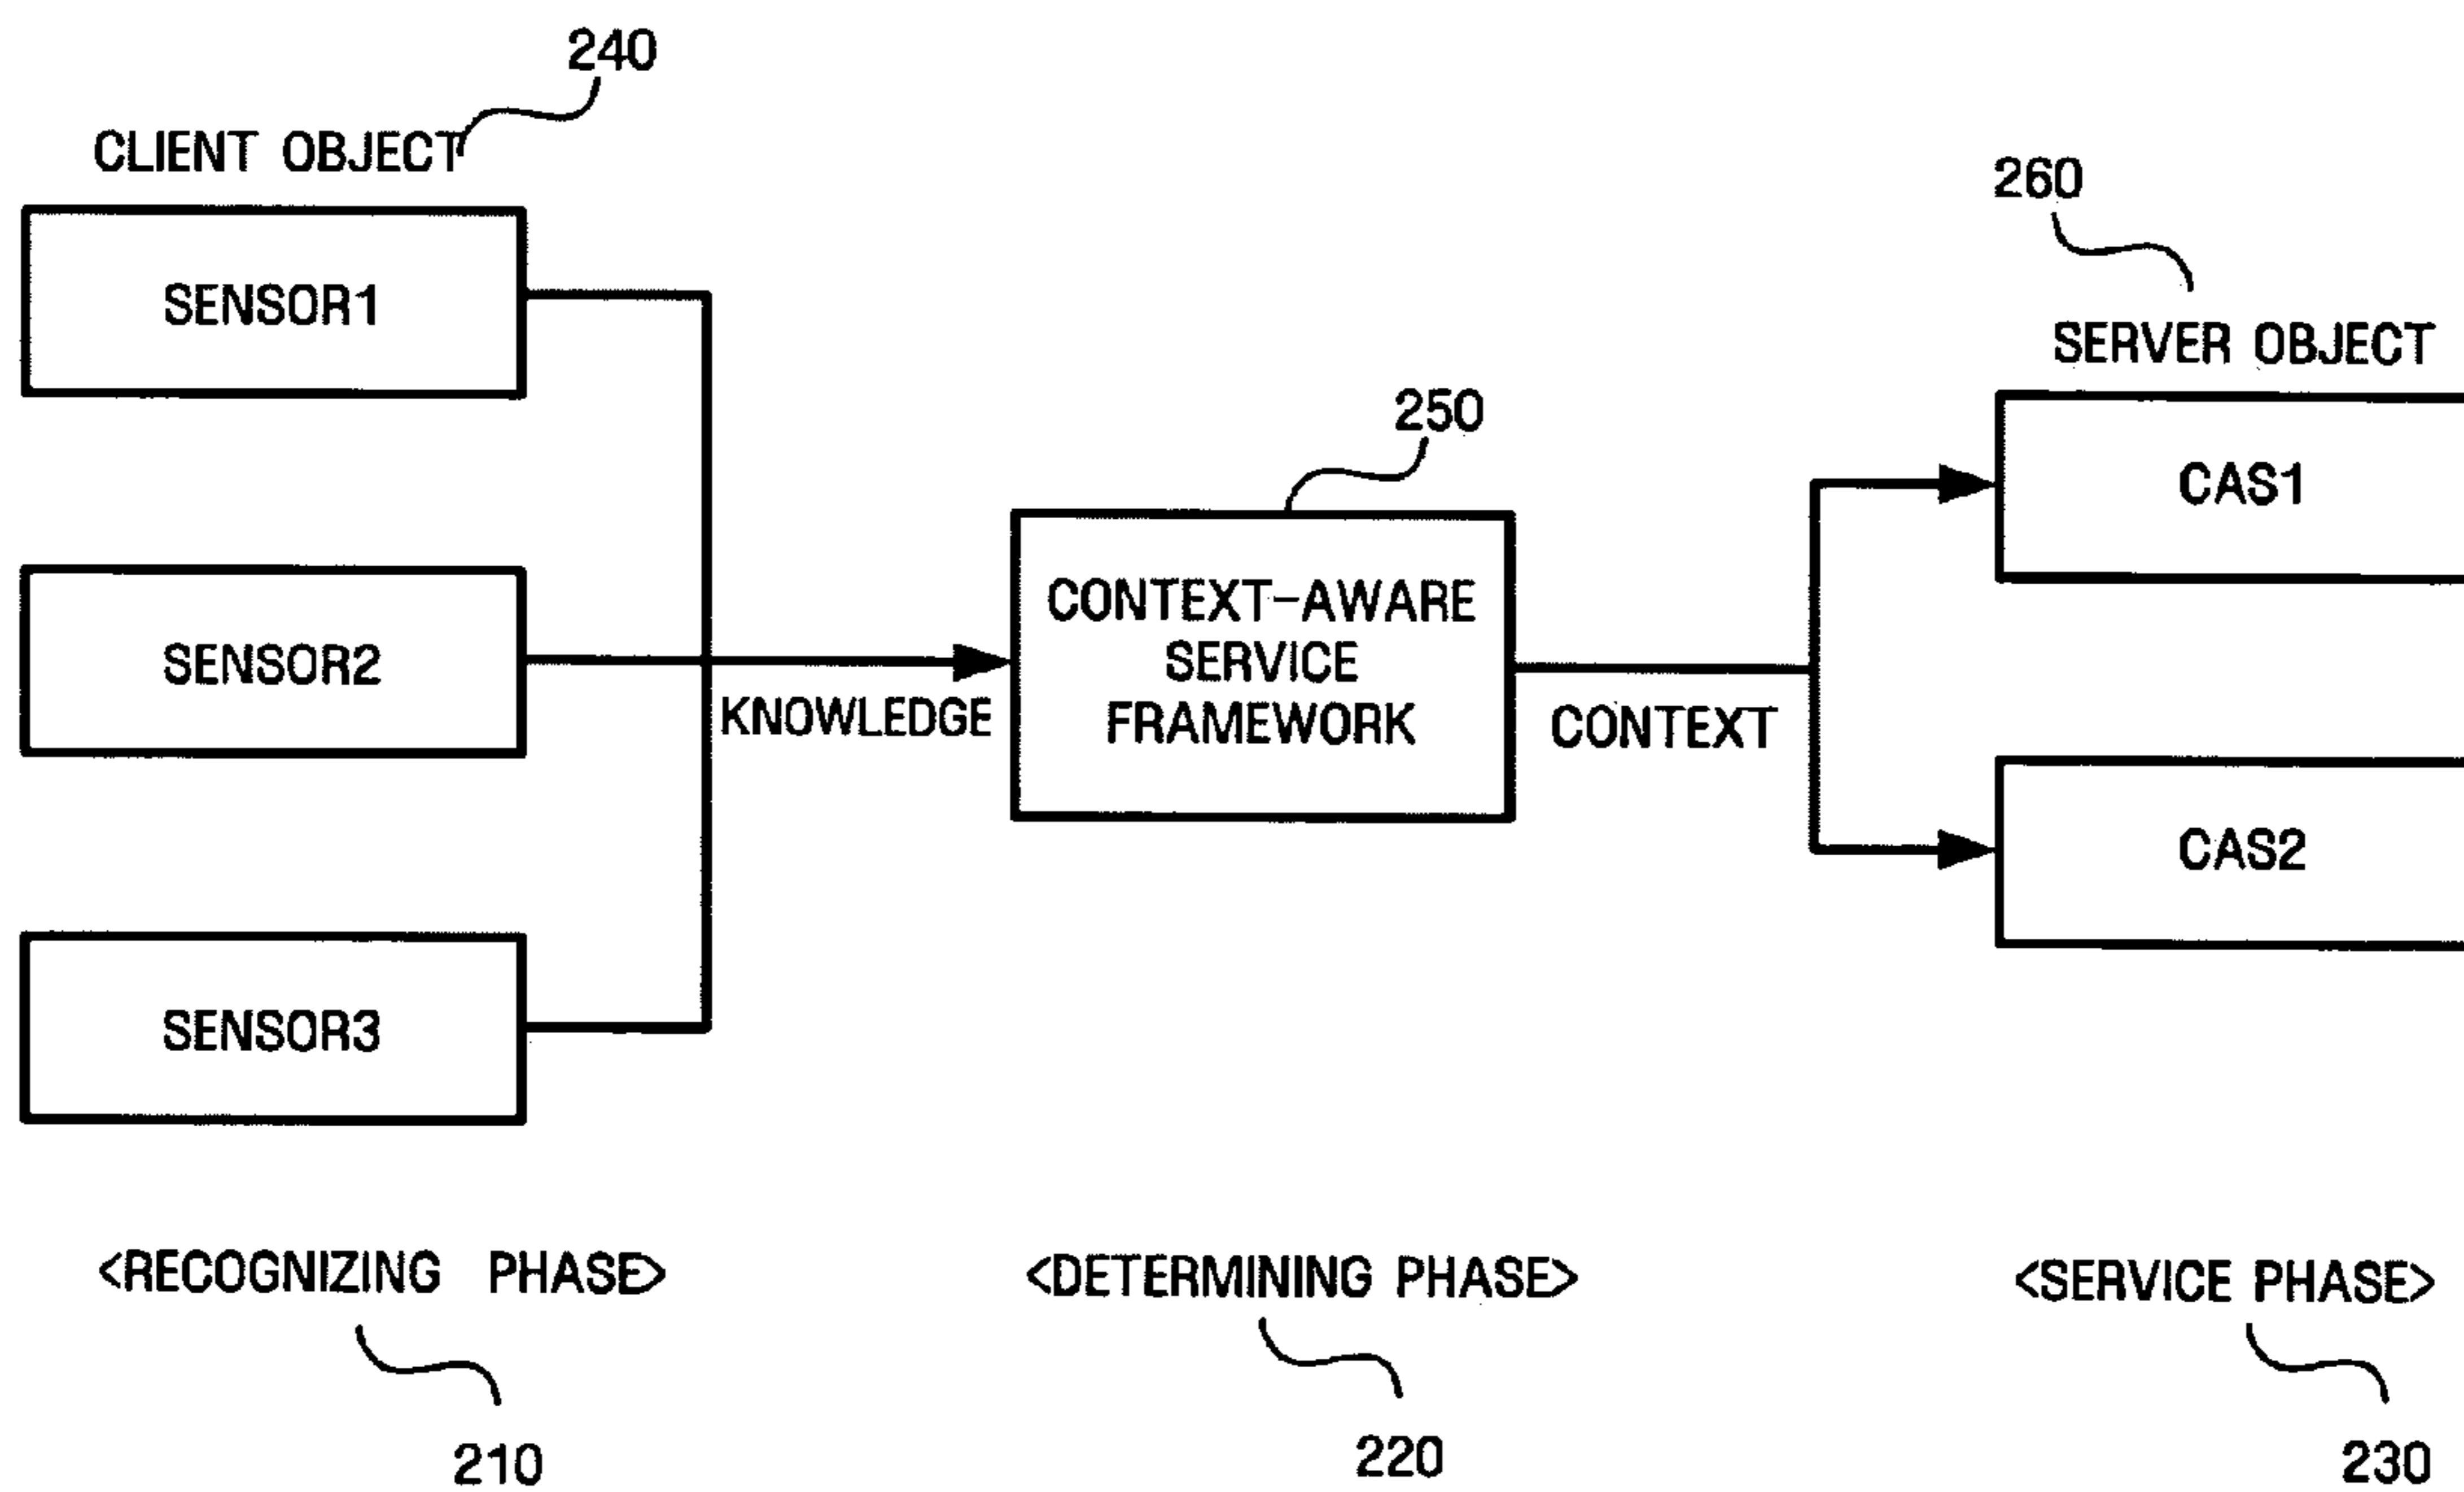 240
CLIENT OBJECT
260
SENSOR1
SERVER OBJECT
250
CAS1
CONTEXT-AWARE
SERVICE
FRAMEWORK
SENSOR2
KNOWLEDGE
CONTEXT
CAS2
SENSOR3
<RECOGNIZING PHASE>
<DETERMINING PHASE>
<SERVICE PHASE>
210
220
230